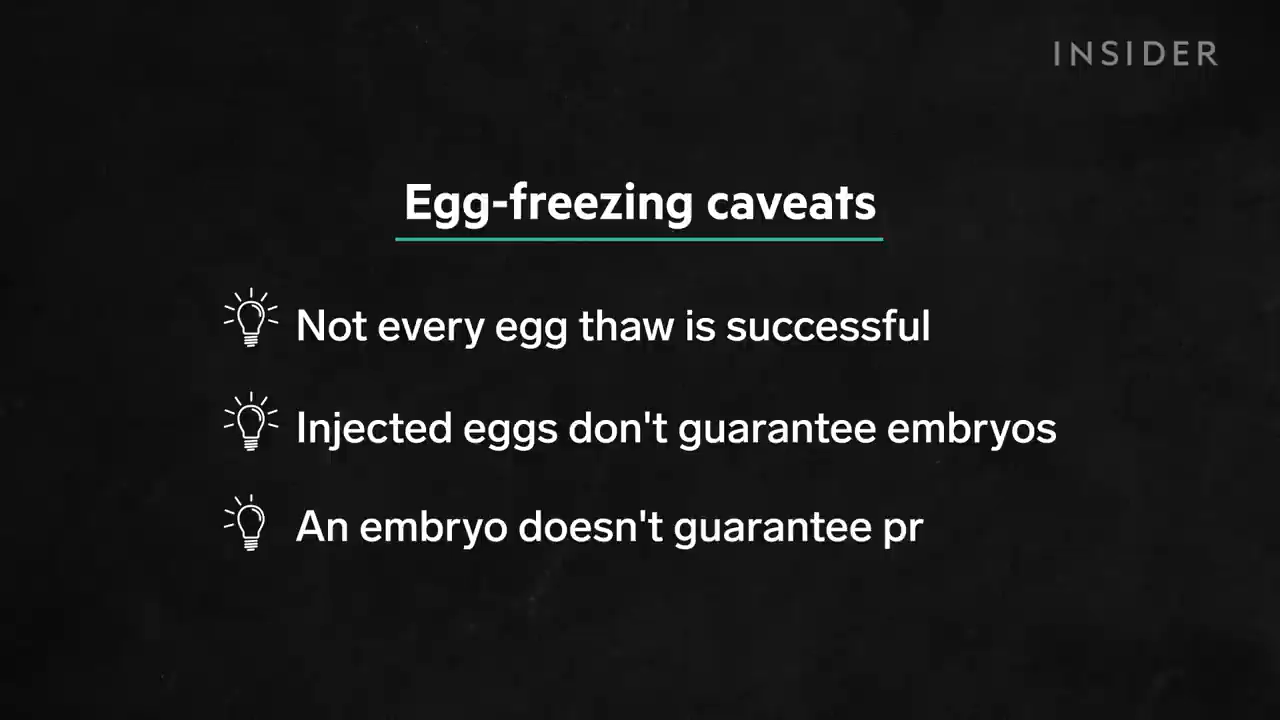 INSIDER
Egg-freezing caveats
Not every egg thaw is successful
Injected eggs don't guarantee embryos
An embryo doesn't guarantee pr